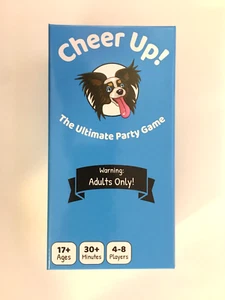 Cheer Up!
The Ultimate Party Game
Warning:
Adults Only!
17+
Ages
30+
Minutes
4-8
Players